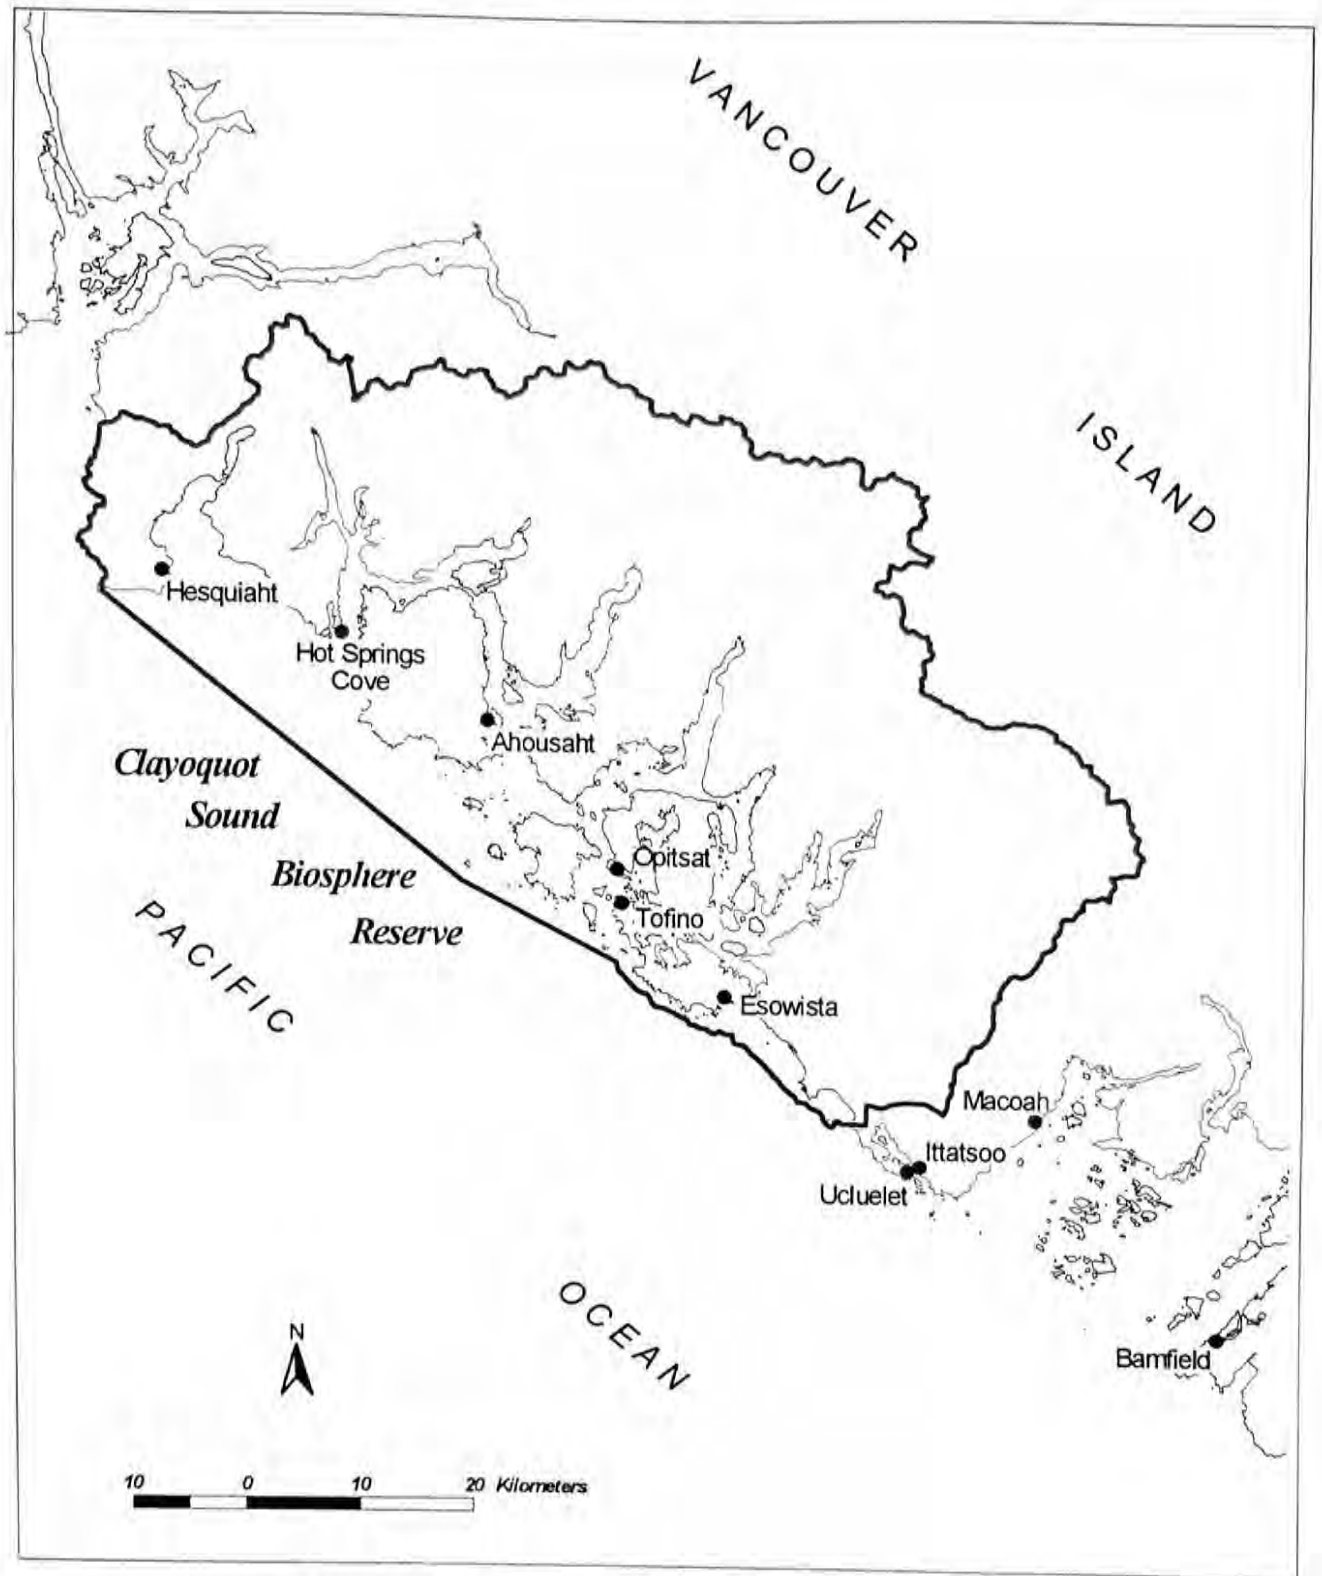 VANCOUVER
ISLAND
Hesquiaht
Hot Springs
Cove
Ahousaht
Clayoquot
Sound
Biosphere
Reserve
Opitsat
Tofino
PACIFIC
Esowista
Macoah
Ittatsoo
Ucluelet
OCEAN
N
Bamfield
10 0 10 20 Kilometers